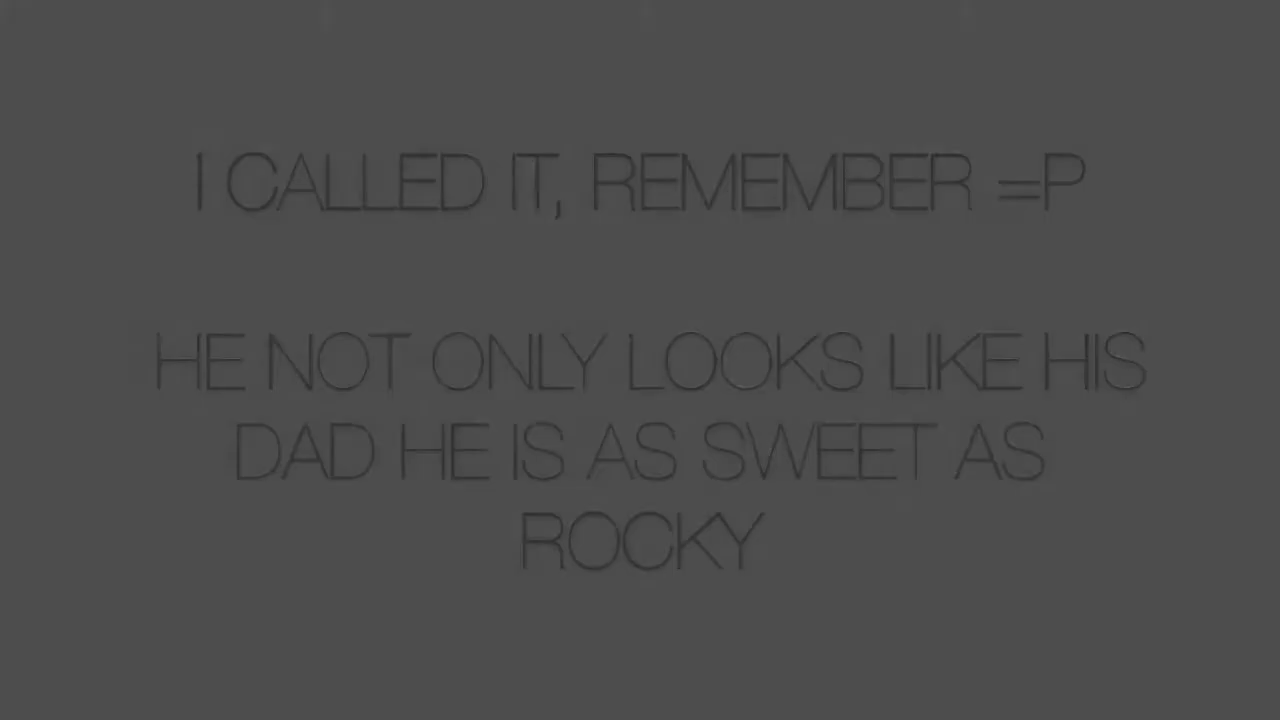 I CALLED IT, REMEMBER =P
HE NOT ONLY LOOKS LIKE HIS
DAD HE IS AS SWEET AS
ROCKY